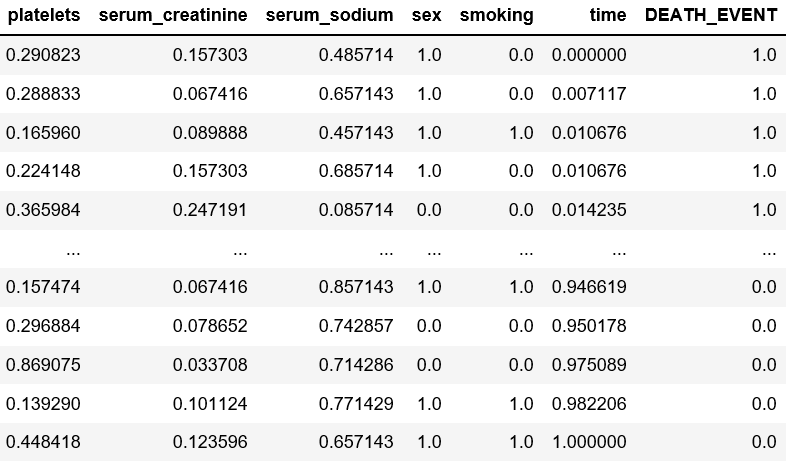 platelets serum_creatinine serum_sodium sex smoking time DEATH_EVENT
0.290823 0.157303 0.485714 1.0 0.0 0.000000 1.0
0.288833 0.067416 0.657143 1.0 0.0 0.007117 1.0
0.165960 0.089888 0.457143 1.0 1.0 0.010676 1.0
0.224148 0.157303 0.685714 1.0 0.0 0.010676 1.0
0.365984 0.247191 0.085714 0.0 0.0 0.014235 1.0
... ... ... ... ... ... ...
0.157474 0.067416 0.857143 1.0 1.0 0.946619 0.0
0.296884 0.078652 0.742857 0.0 0.0 0.950178 0.0
0.869075 0.033708 0.714286 0.0 0.0 0.975089 0.0
0.139290 0.101124 0.771429 1.0 1.0 0.982206 0.0
0.448418 0.123596 0.657143 1.0 1.0 1.000000 0.0